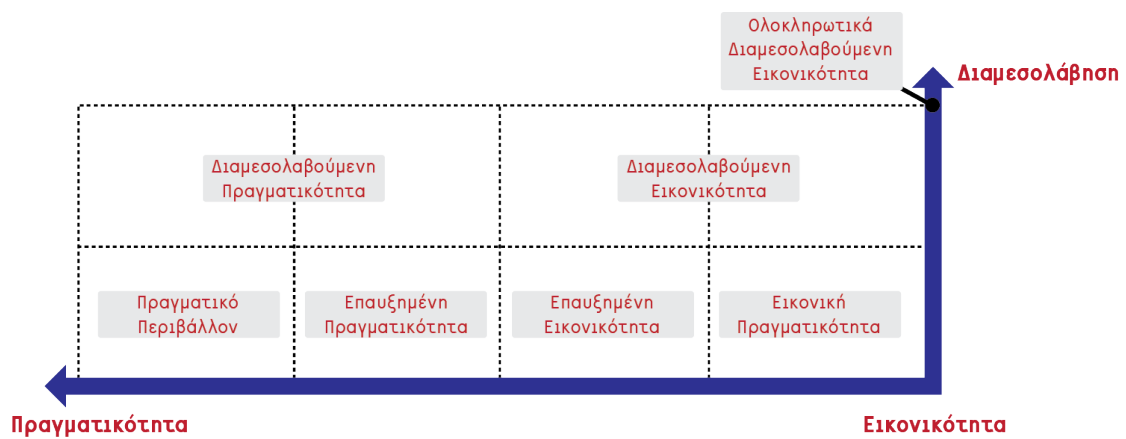 Ολοκληρωτικά
Διαμεσολαβούμενη
Εικονικότητα
Διαμεσολάβηση
Διαμεσολαβούμενη
Πραγματικότητα
Διαμεσολαβούμενη
Εικονικότητα
Πραγματικό
Περιβάλλον
Επαυξημένη
Πραγματικότητα
Επαυξημένη
Εικονικότητα
Εικονική
Πραγματικότητα
Πραγματικότητα
Εικονικότητα